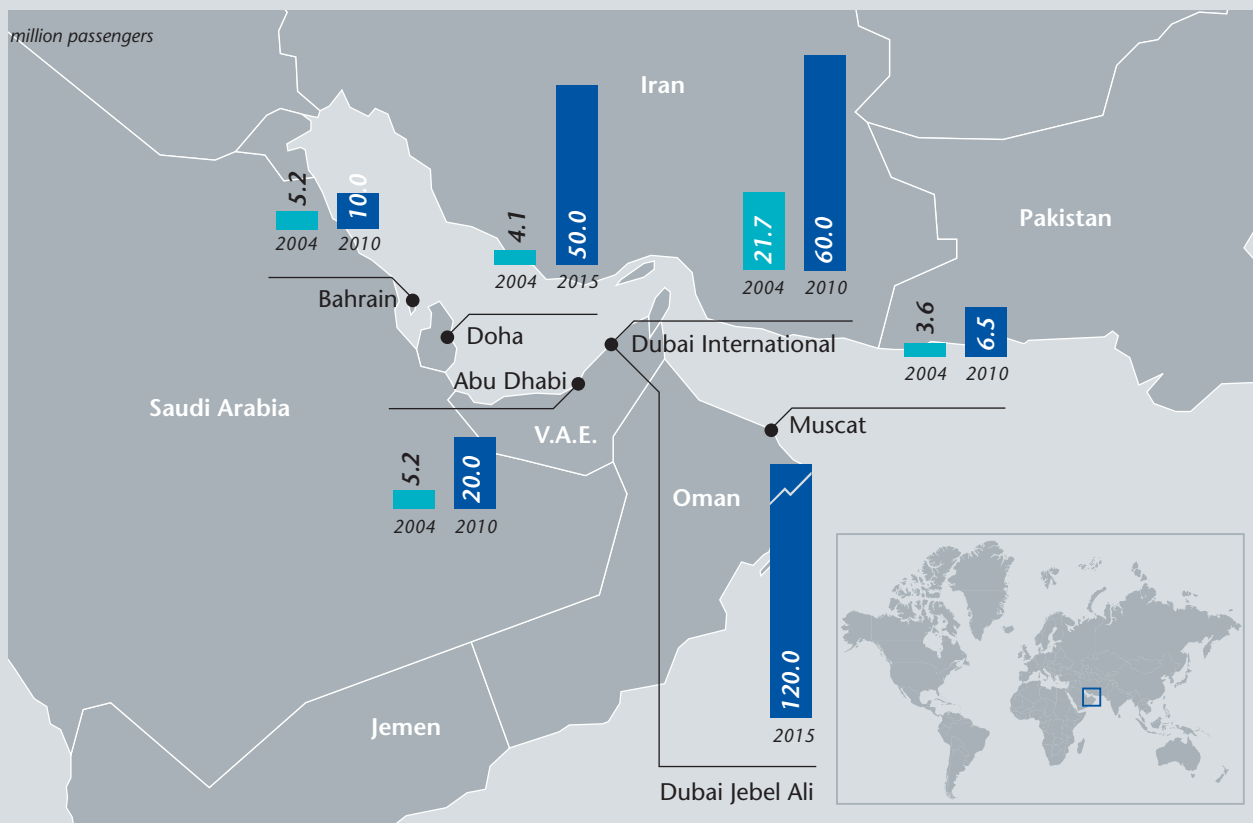 million passengers
Iran
Pakistan
Saudi Arabia
V.A.E.
Oman
Jemen
5.2
10.0
2004
2010
Bahrain
4.1
50.0
2004
2015
Doha
21.7
60.0
2004
2010
Dubai International
3.6
6.5
2004
2010
Muscat
Abu Dhabi
5.2
20.0
2004
2010
120.0
2015
Dubai Jebel Ali